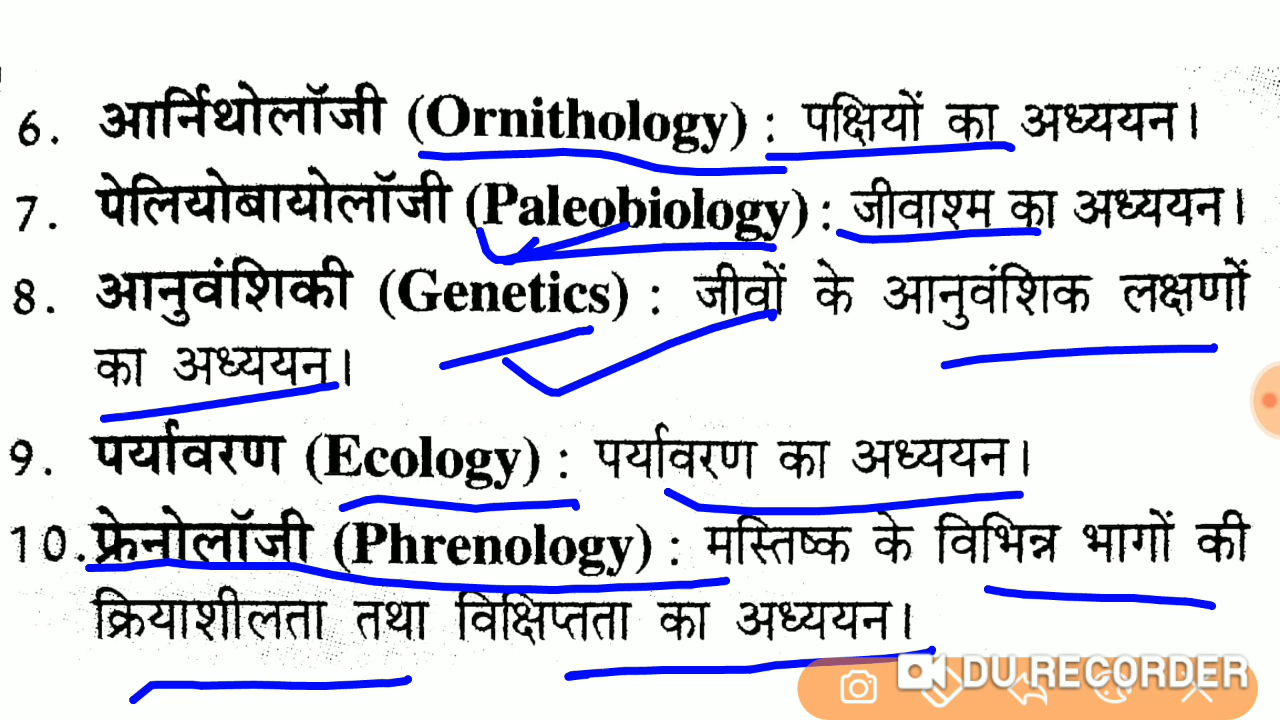 6. आर्निथोलॉजी (Ornithology) : पक्षियों का अध्ययन।
7. पेलियोबायोलॉजी (Paleobiology) : जीवाश्म का अध्ययन।
8. आनुवंशिकी (Genetics) : जीवों के आनुवंशिक लक्षणों
का अध्ययन।
9. पर्यावरण (Ecology) : पर्यावरण का अध्ययन।
10. फ्रेनोलॉजी (Phrenology) : मस्तिष्क के विभिन्न भागों की
क्रियाशीलता तथा विक्षिप्तता का अध्ययन।
DU RECORDER